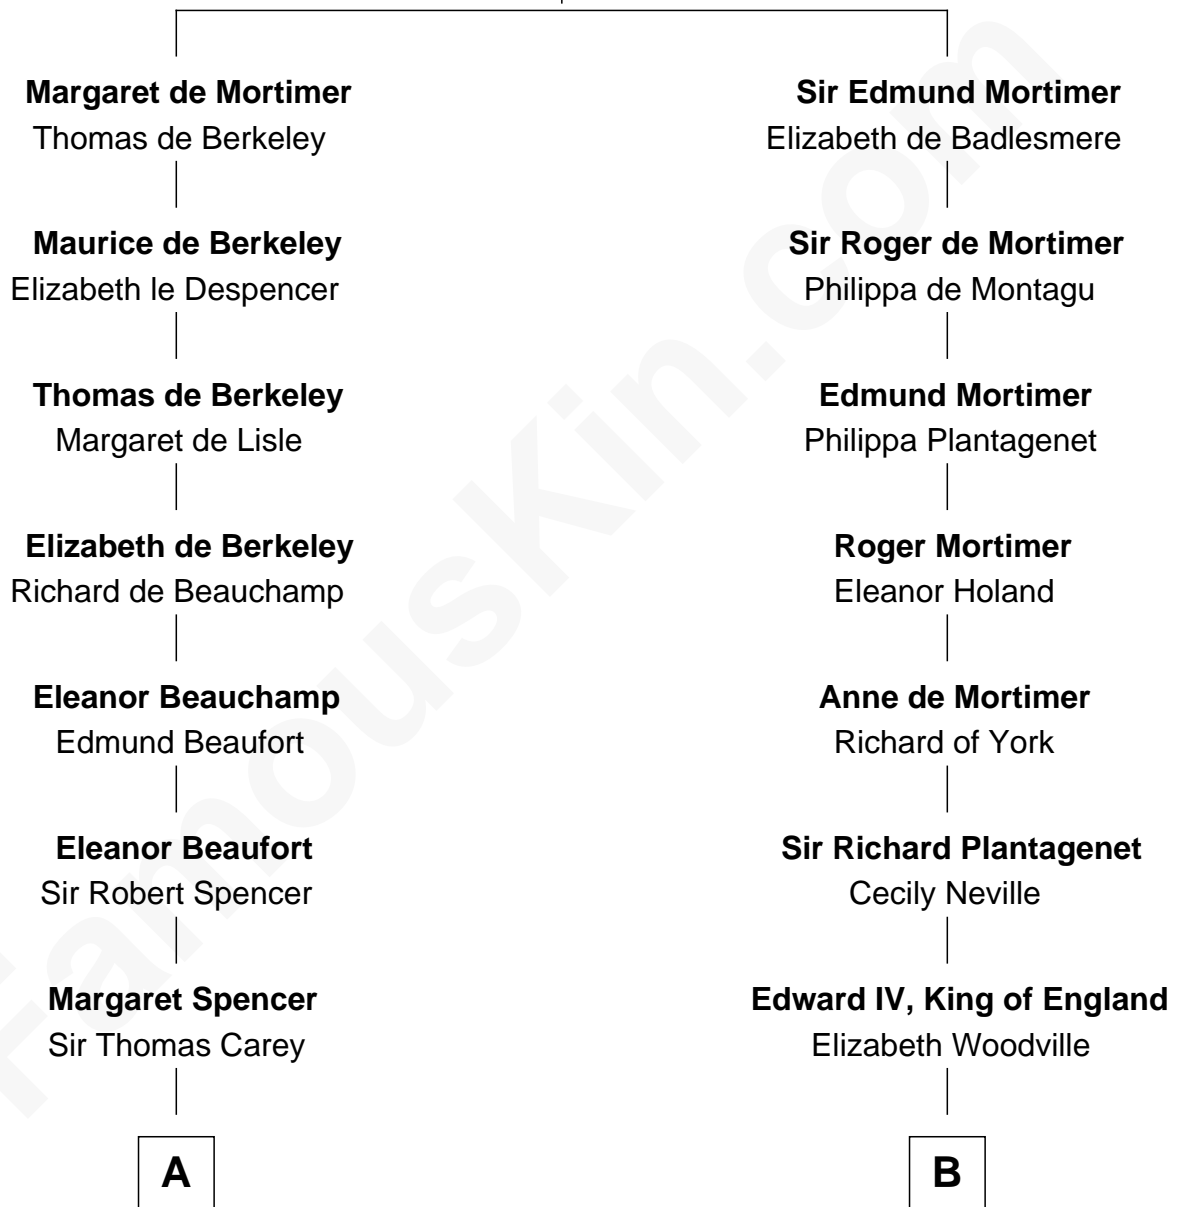 Margaret de Mortimer
Thomas de Berkeley
Maurice de Berkeley
Elizabeth le Despencer
Thomas de Berkeley
Margaret de Lisle
Elizabeth de Berkeley
Richard de Beauchamp
Eleanor Beauchamp
Edmund Beaufort
Eleanor Beaufort
Sir Robert Spencer
Margaret Spencer
Sir Thomas Carey
A
Sir Edmund Mortimer
Elizabeth de Badlesmere
Sir Roger de Mortimer
Philippa de Montagu
Edmund Mortimer
Philippa Plantagenet
Roger Mortimer
Eleanor Holand
Anne de Mortimer
Richard of York
Sir Richard Plantagenet
Cecily Neville
Edward IV, King of England
Elizabeth Woodville
B
FamousKin.com